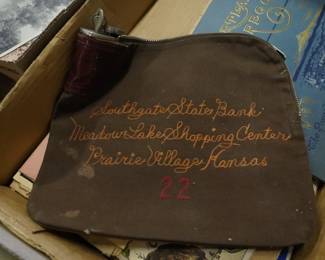 Southgate State Bank
Meadow Lake Shopping Center
Prairie Village Kansas
22